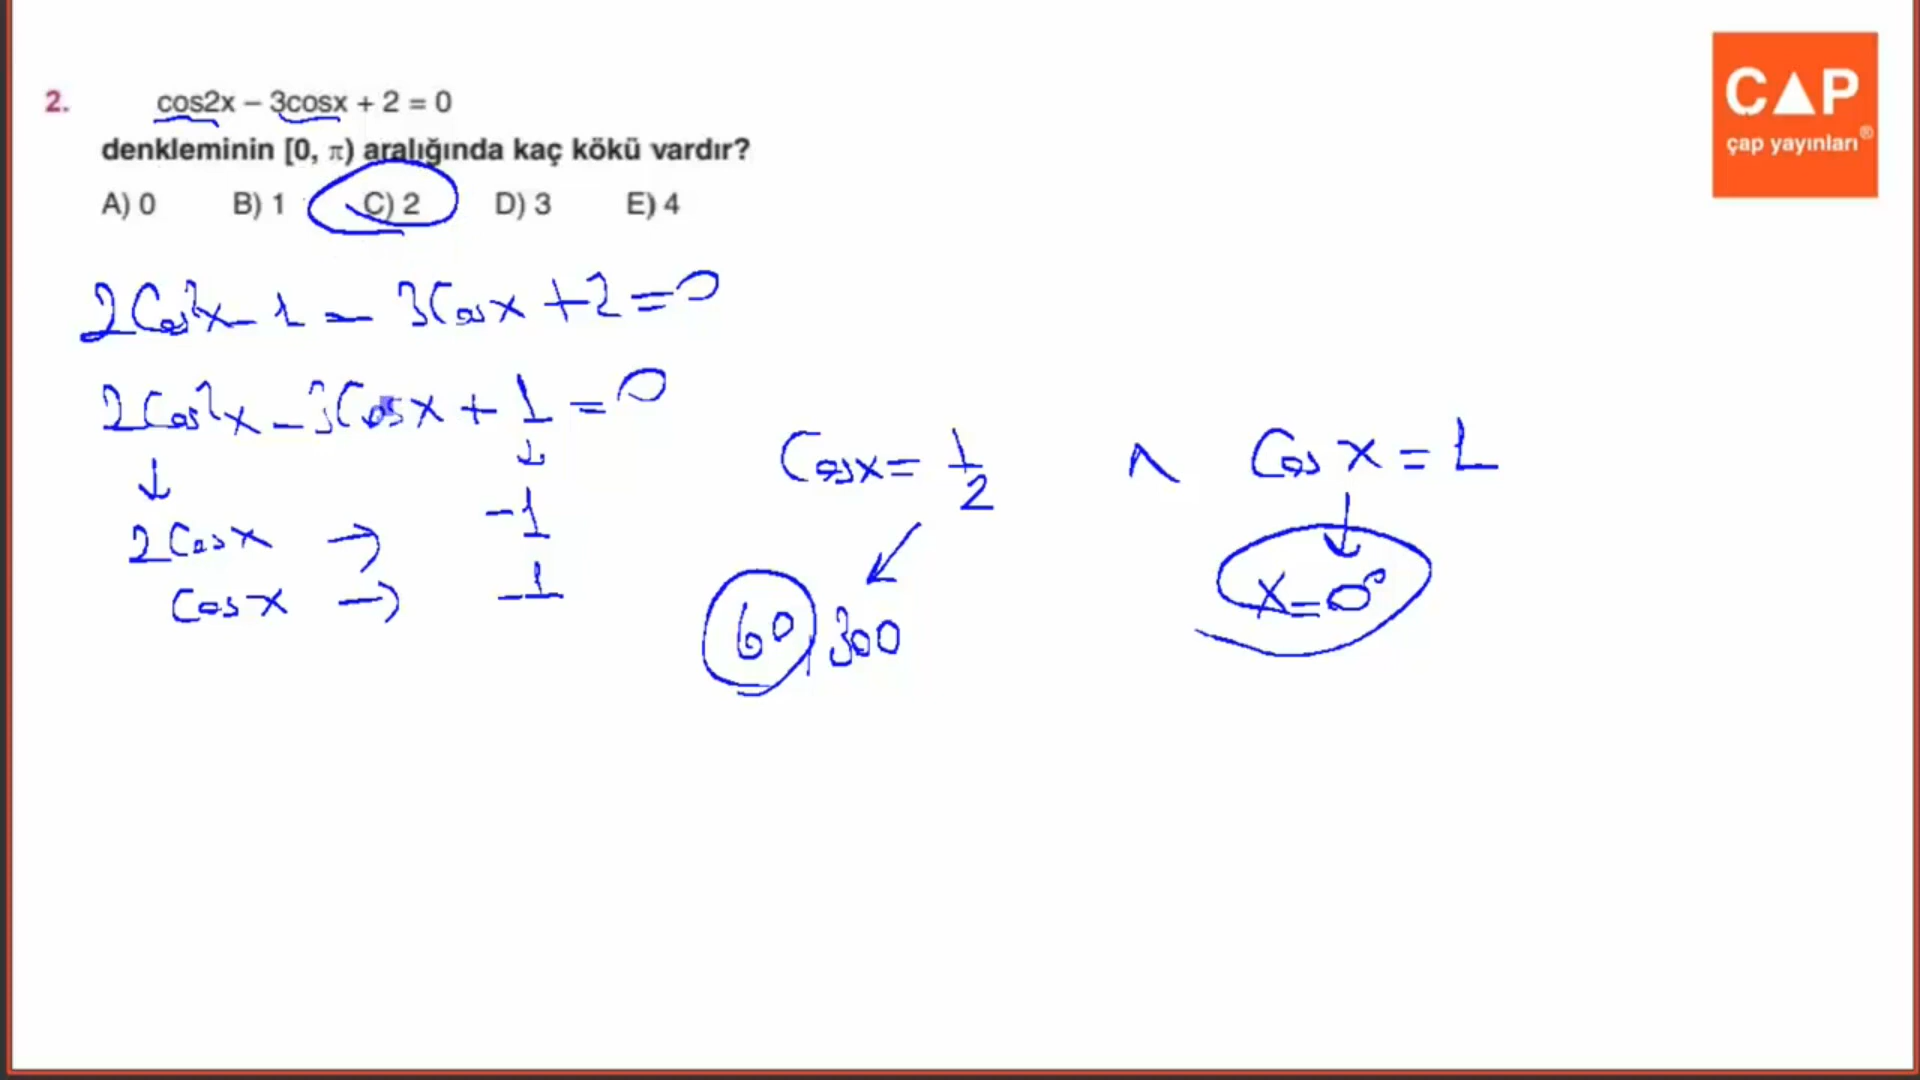 CAP
çap yayınları®
2. cos2x – 3cosx + 2 = 0
denkleminin [0, π) aralığında kaç kökü vardır?
A) 0 B) 1 C) 2 D) 3 E) 4
2Cos²x - 1 - 3Cosx + 2 = 0
2Cos²x - 3Cosx + 1 = 0
2Cosx → -1
Cosx → -1
Cosx = 1/2 ∧ Cosx = 1
60, 300
x = 0°